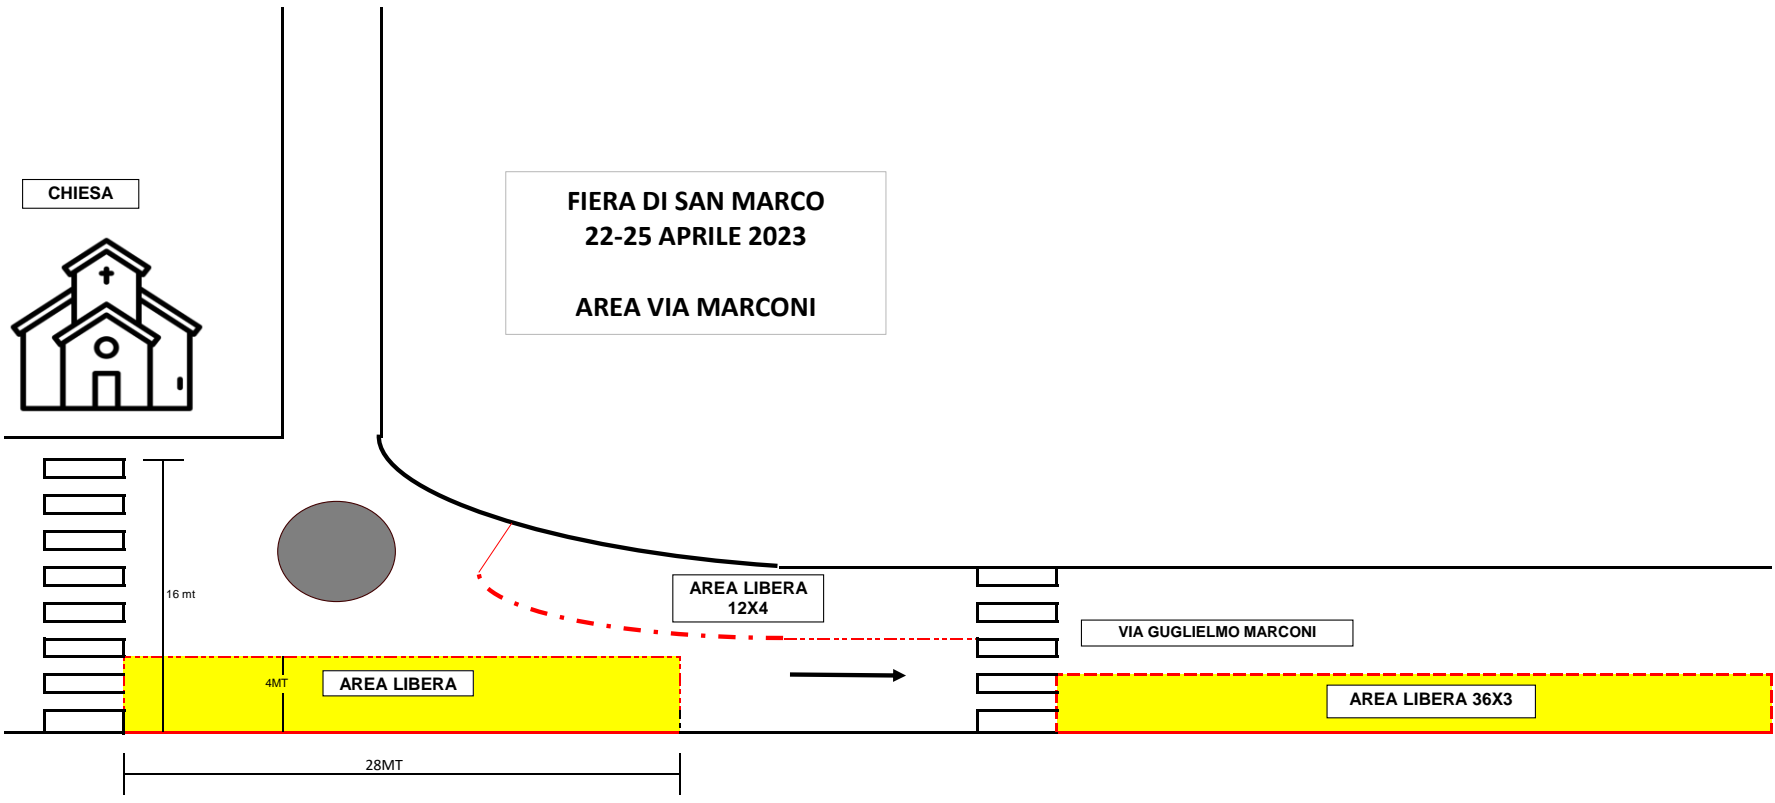 CHIESA
FIERA DI SAN MARCO
22-25 APRILE 2023
AREA VIA MARCONI
16 mt
AREA LIBERA
12X4
VIA GUGLIELMO MARCONI
4MT
AREA LIBERA
AREA LIBERA 36X3
28MT